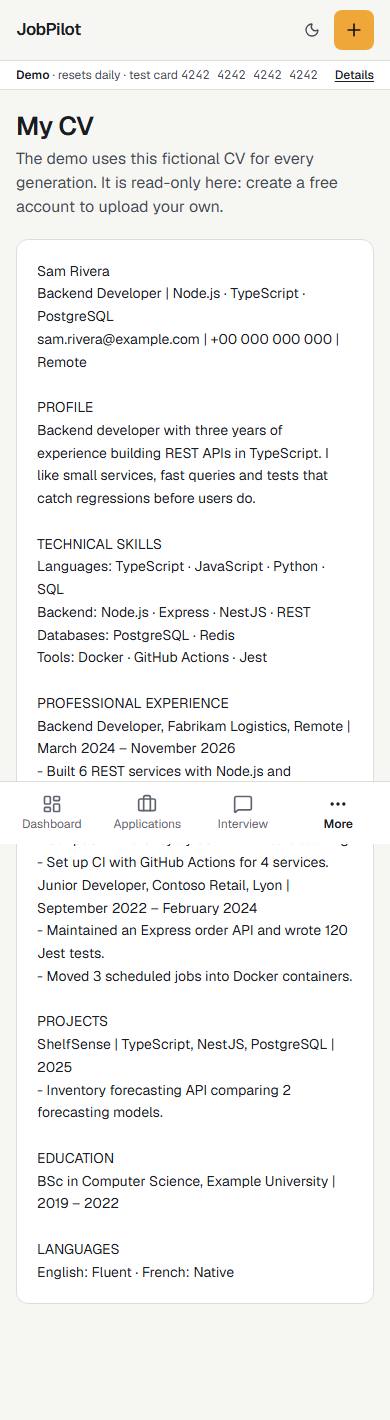 JobPilot
Demo · resets daily · test card 4242 4242 4242 4242 Details
My CV
The demo uses this fictional CV for every
generation. It is read-only here: create a free
account to upload your own.
Sam Rivera
Backend Developer | Node.js · TypeScript ·
PostgreSQL
sam.rivera@example.com | +00 000 000 000 |
Remote
PROFILE
Backend developer with three years of
experience building REST APIs in TypeScript. I
like small services, fast queries and tests that
catch regressions before users do.
TECHNICAL SKILLS
Languages: TypeScript · JavaScript · Python ·
SQL
Backend: Node.js · Express · NestJS · REST
Databases: PostgreSQL · Redis
Tools: Docker · GitHub Actions · Jest
PROFESSIONAL EXPERIENCE
Backend Developer, Fabrikam Logistics, Remote |
March 2024 – November 2026
- Built 6 REST services with Node.js and
Dashboard Applications Interview More
- Set up CI with GitHub Actions for 4 services.
Junior Developer, Contoso Retail, Lyon |
September 2022 – February 2024
- Maintained an Express order API and wrote 120
Jest tests.
- Moved 3 scheduled jobs into Docker containers.
PROJECTS
ShelfSense | TypeScript, NestJS, PostgreSQL |
2025
- Inventory forecasting API comparing 2
forecasting models.
EDUCATION
BSc in Computer Science, Example University |
2019 – 2022
LANGUAGES
English: Fluent · French: Native